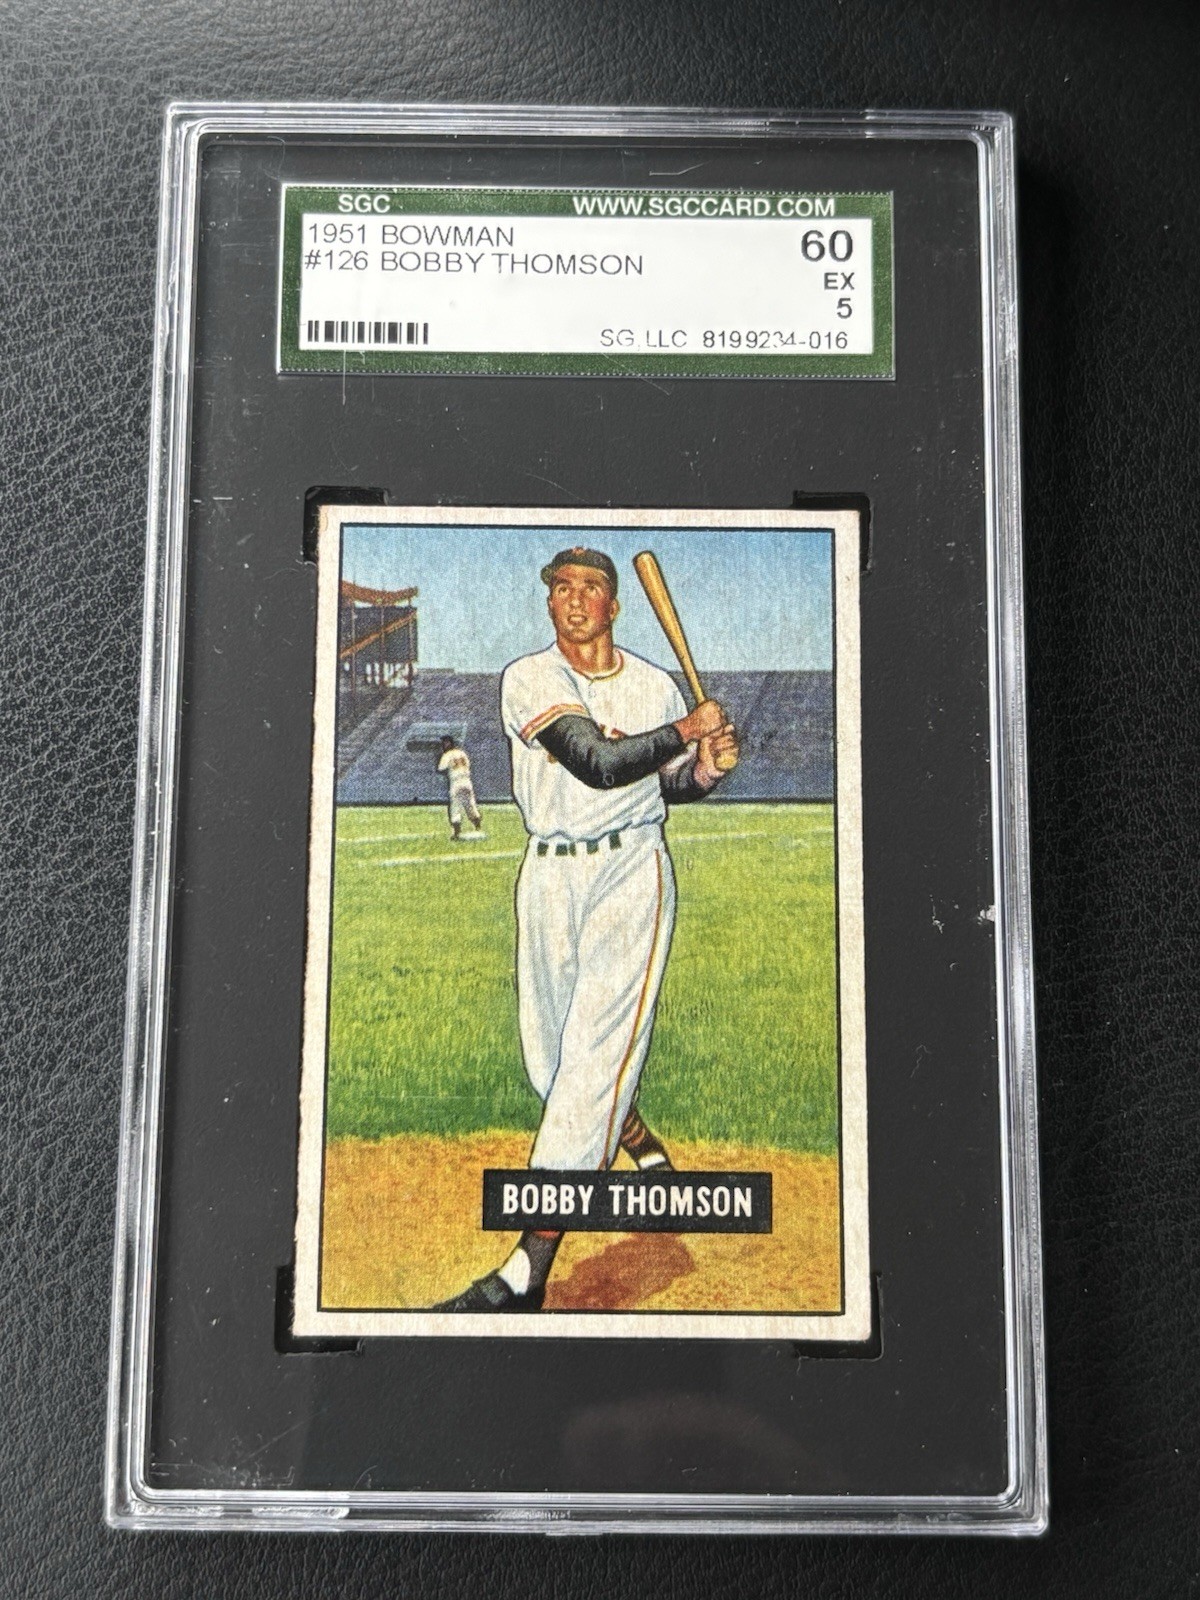 SGC WWW.SGCCARD.COM
1951 BOWMAN 60
#126 BOBBY THOMSON EX
5
SG, LLC 8199234-016
BOBBY THOMSON